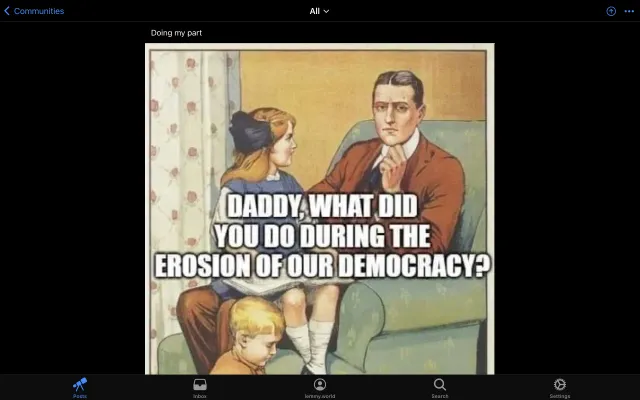 Communities
All
Doing my part
DADDY, WHAT DID
YOU DO DURING THE
EROSION OF OUR DEMOCRACY?
Posts
Inbox
lemmy.world
Search
Settings